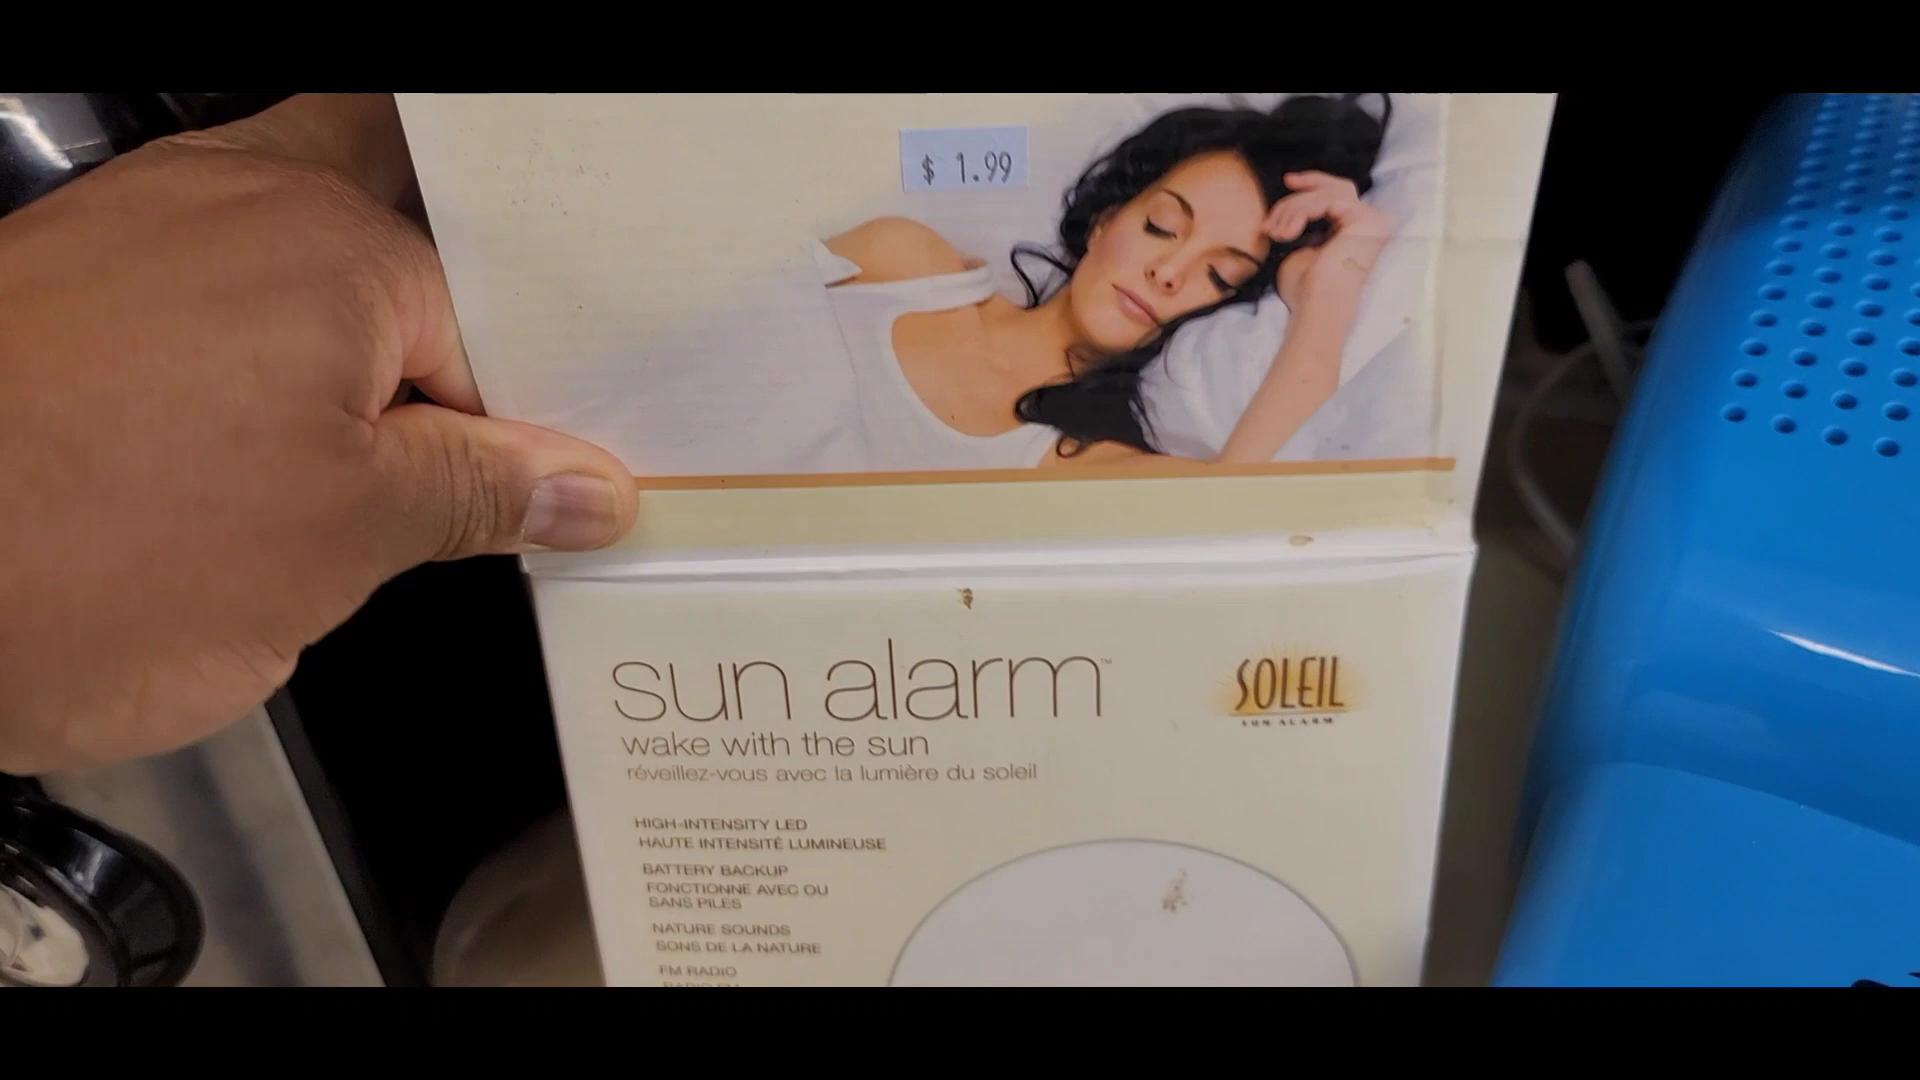 $ 1.99
sun alarm™
SOLEIL
SUN ALARM
wake with the sun
réveillez-vous avec la lumière du soleil
HIGH-INTENSITY LED
HAUTE INTENSITÉ LUMINEUSE
BATTERY BACKUP
FONCTIONNE AVEC OU
SANS PILES
NATURE SOUNDS
SONS DE LA NATURE
FM RADIO